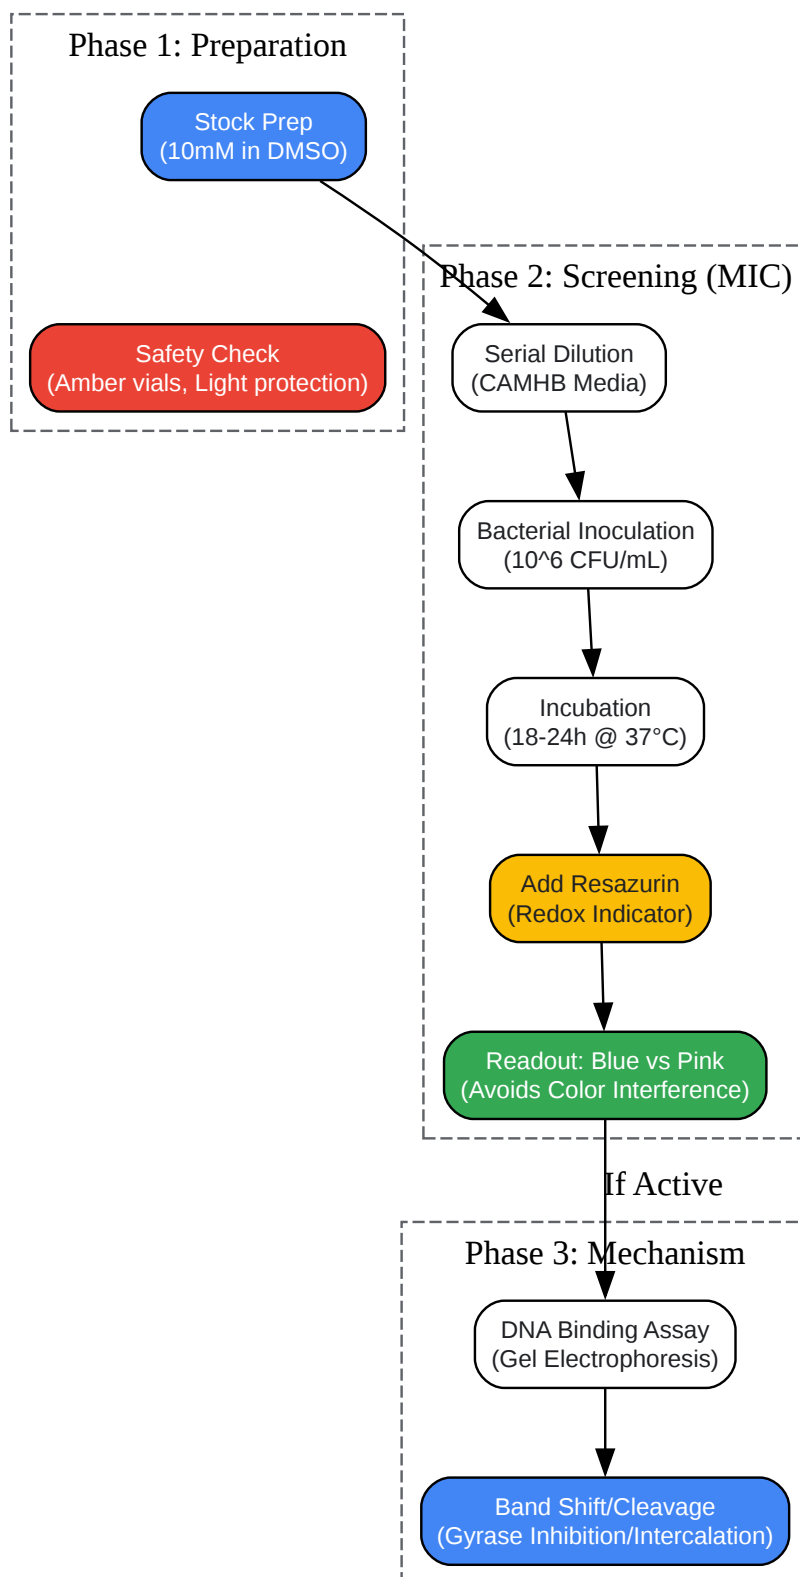 Phase 1: Preparation
Stock Prep
(10mM in DMSO)
Safety Check
(Amber vials, Light protection)
Phase 2: Screening (MIC)
Serial Dilution
(CAMHB Media)
Bacterial Inoculation
(10^6 CFU/mL)
Incubation
(18-24h @ 37°C)
Add Resazurin
(Redox Indicator)
Readout: Blue vs Pink
(Avoids Color Interference)
If Active
Phase 3: Mechanism
DNA Binding Assay
(Gel Electrophoresis)
Band Shift/Cleavage
(Gyrase Inhibition/Intercalation)